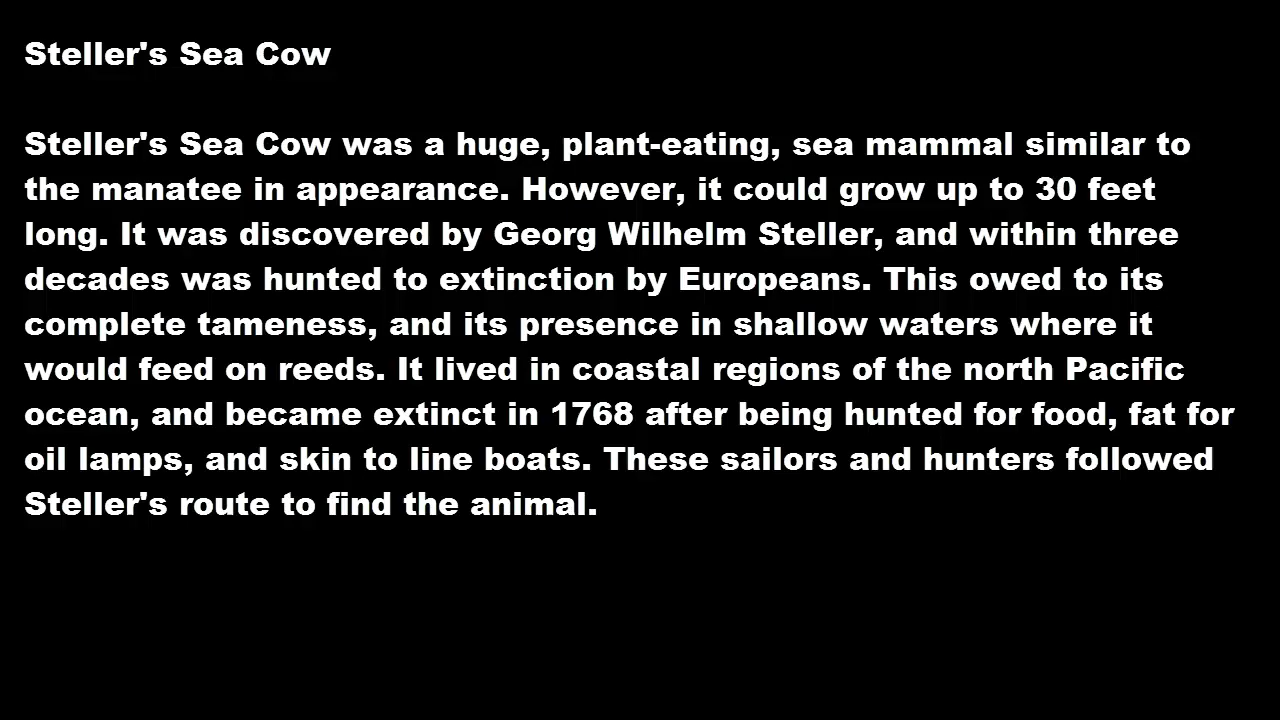 Steller's Sea Cow
Steller's Sea Cow was a huge, plant-eating, sea mammal similar to
the manatee in appearance. However, it could grow up to 30 feet
long. It was discovered by Georg Wilhelm Steller, and within three
decades was hunted to extinction by Europeans. This owed to its
complete tameness, and its presence in shallow waters where it
would feed on reeds. It lived in coastal regions of the north Pacific
ocean, and became extinct in 1768 after being hunted for food, fat for
oil lamps, and skin to line boats. These sailors and hunters followed
Steller's route to find the animal.